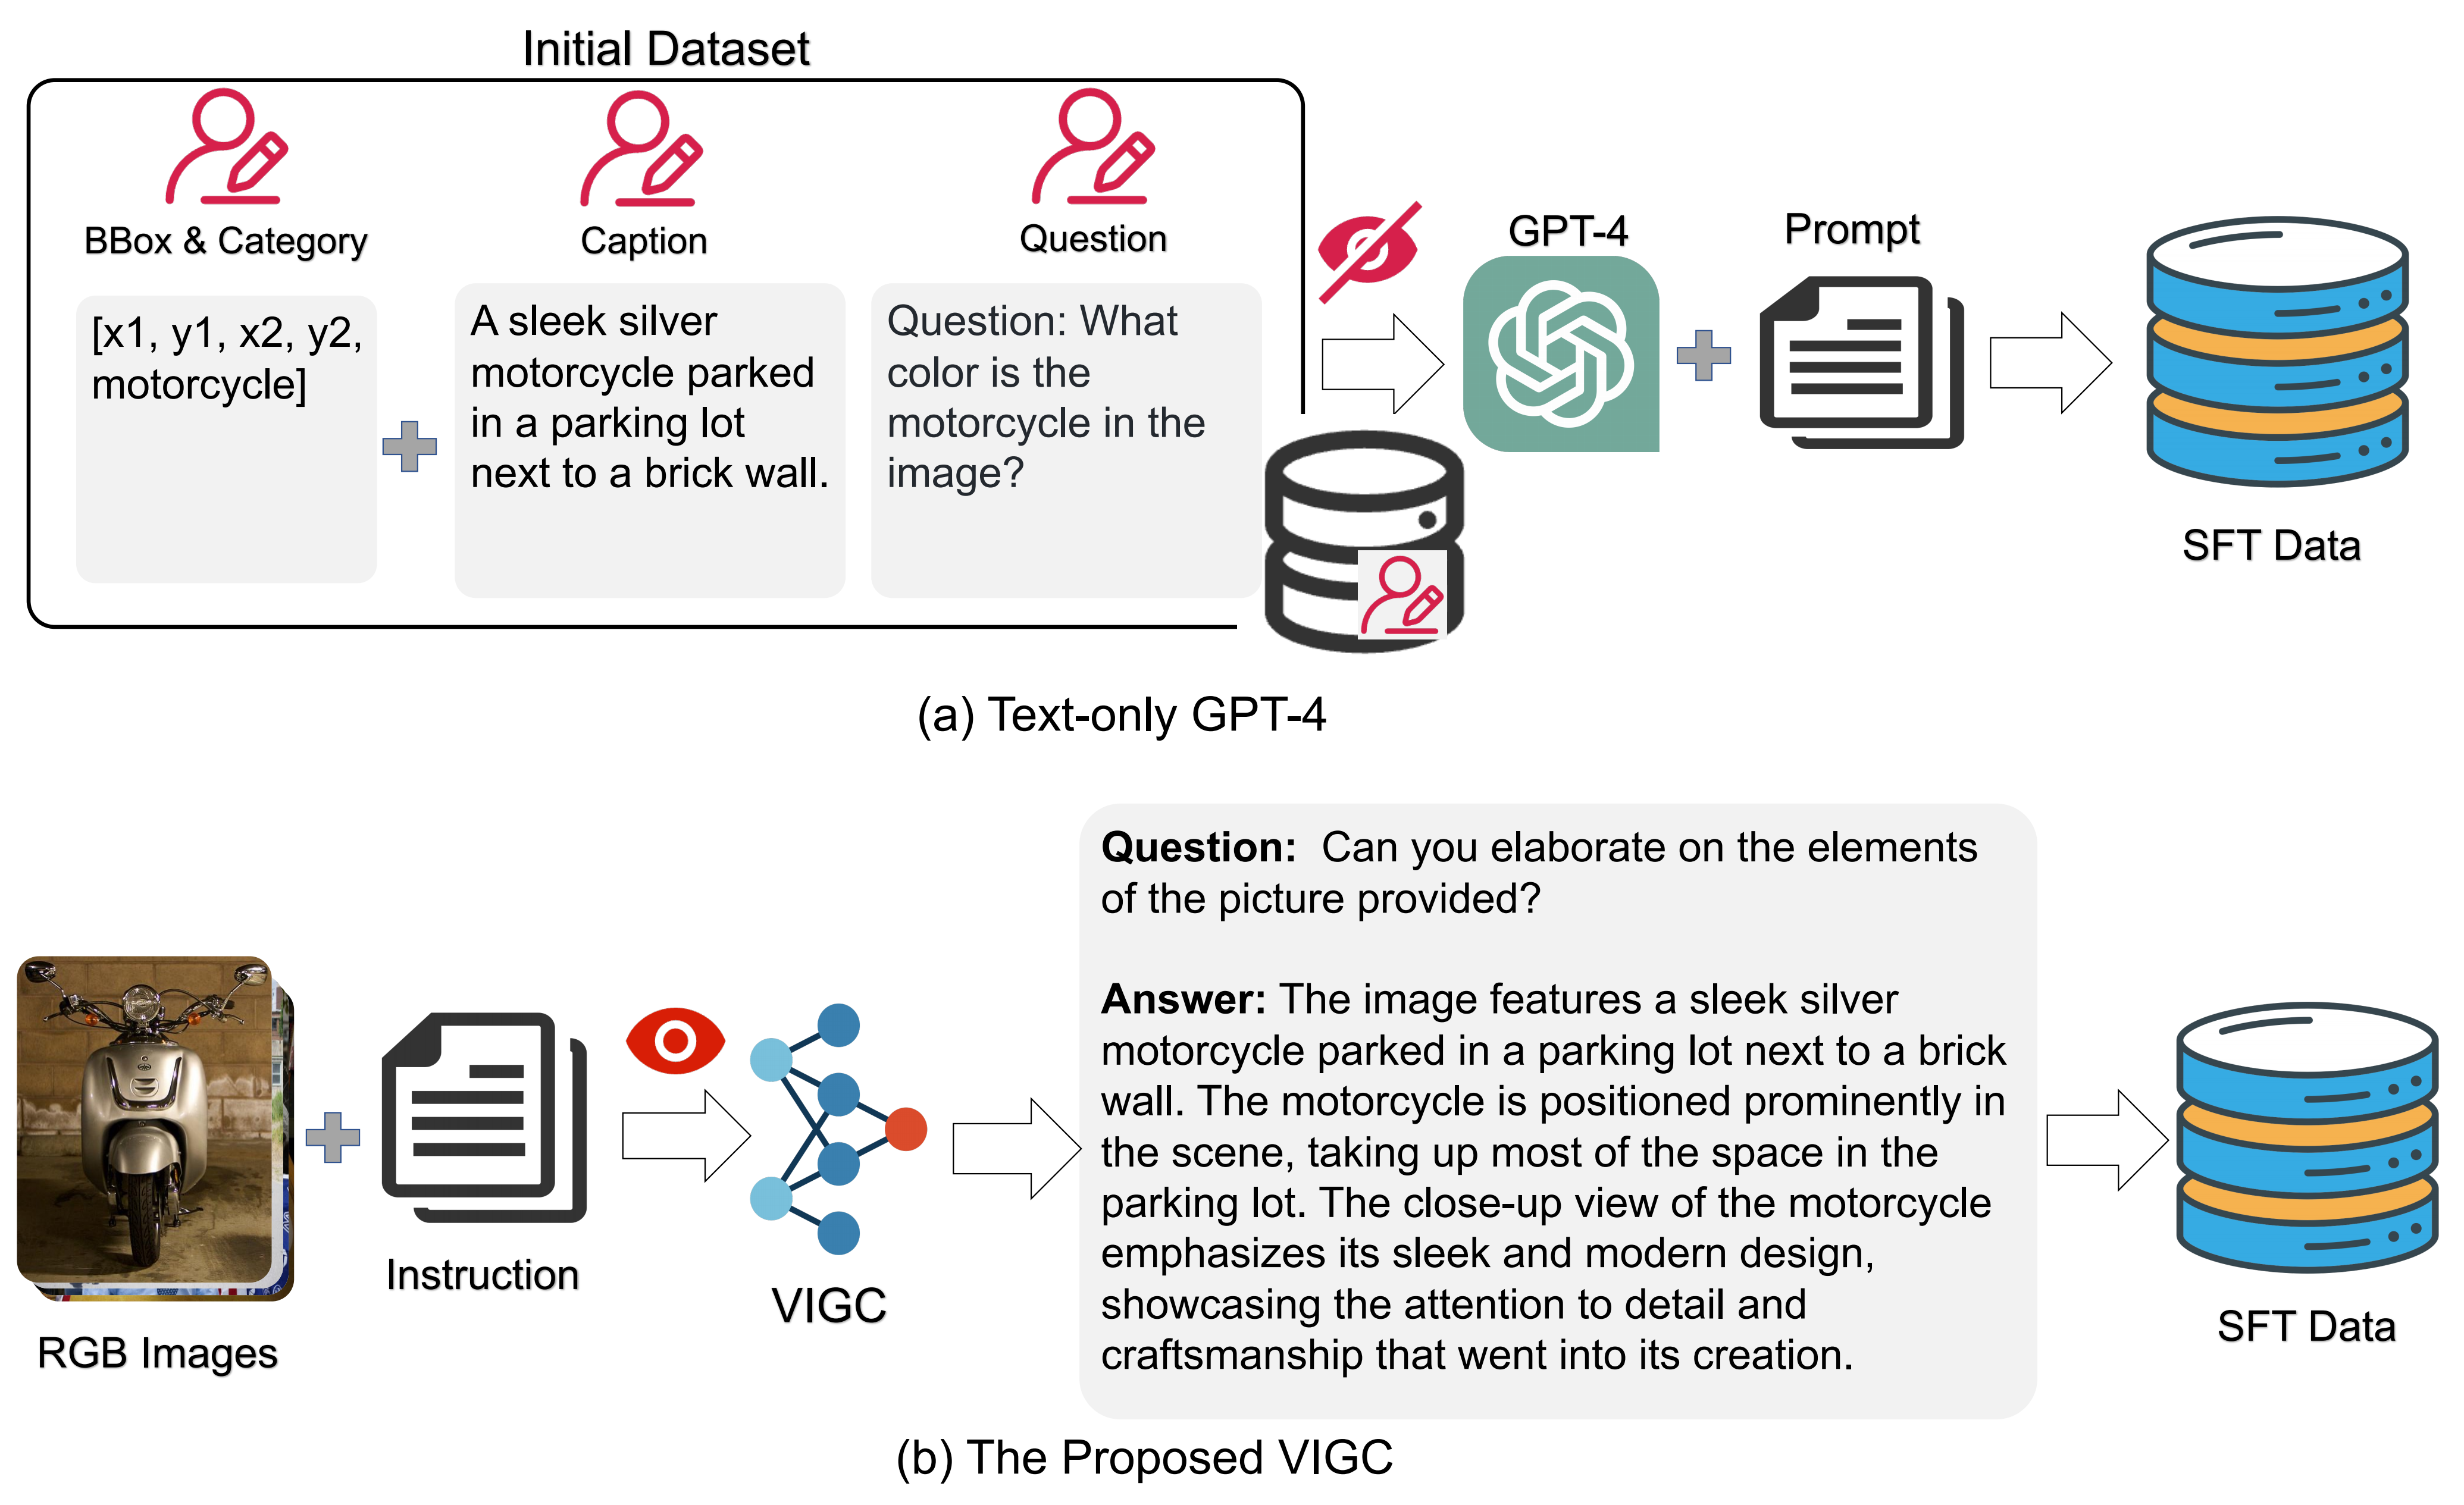 Initial Dataset
BBox & Category
Caption
Question
[x1, y1, x2, y2,
motorcycle]
A sleek silver
motorcycle parked
in a parking lot
next to a brick wall.
Question: What
color is the
motorcycle in the
image?
GPT-4
Prompt
SFT Data
(a) Text-only GPT-4
RGB Images
Instruction
VIGC
Question: Can you elaborate on the elements
of the picture provided?
Answer: The image features a sleek silver
motorcycle parked in a parking lot next to a brick
wall. The motorcycle is positioned prominently in
the scene, taking up most of the space in the
parking lot. The close-up view of the motorcycle
emphasizes its sleek and modern design,
showcasing the attention to detail and
craftsmanship that went into its creation.
SFT Data
(b) The Proposed VIGC